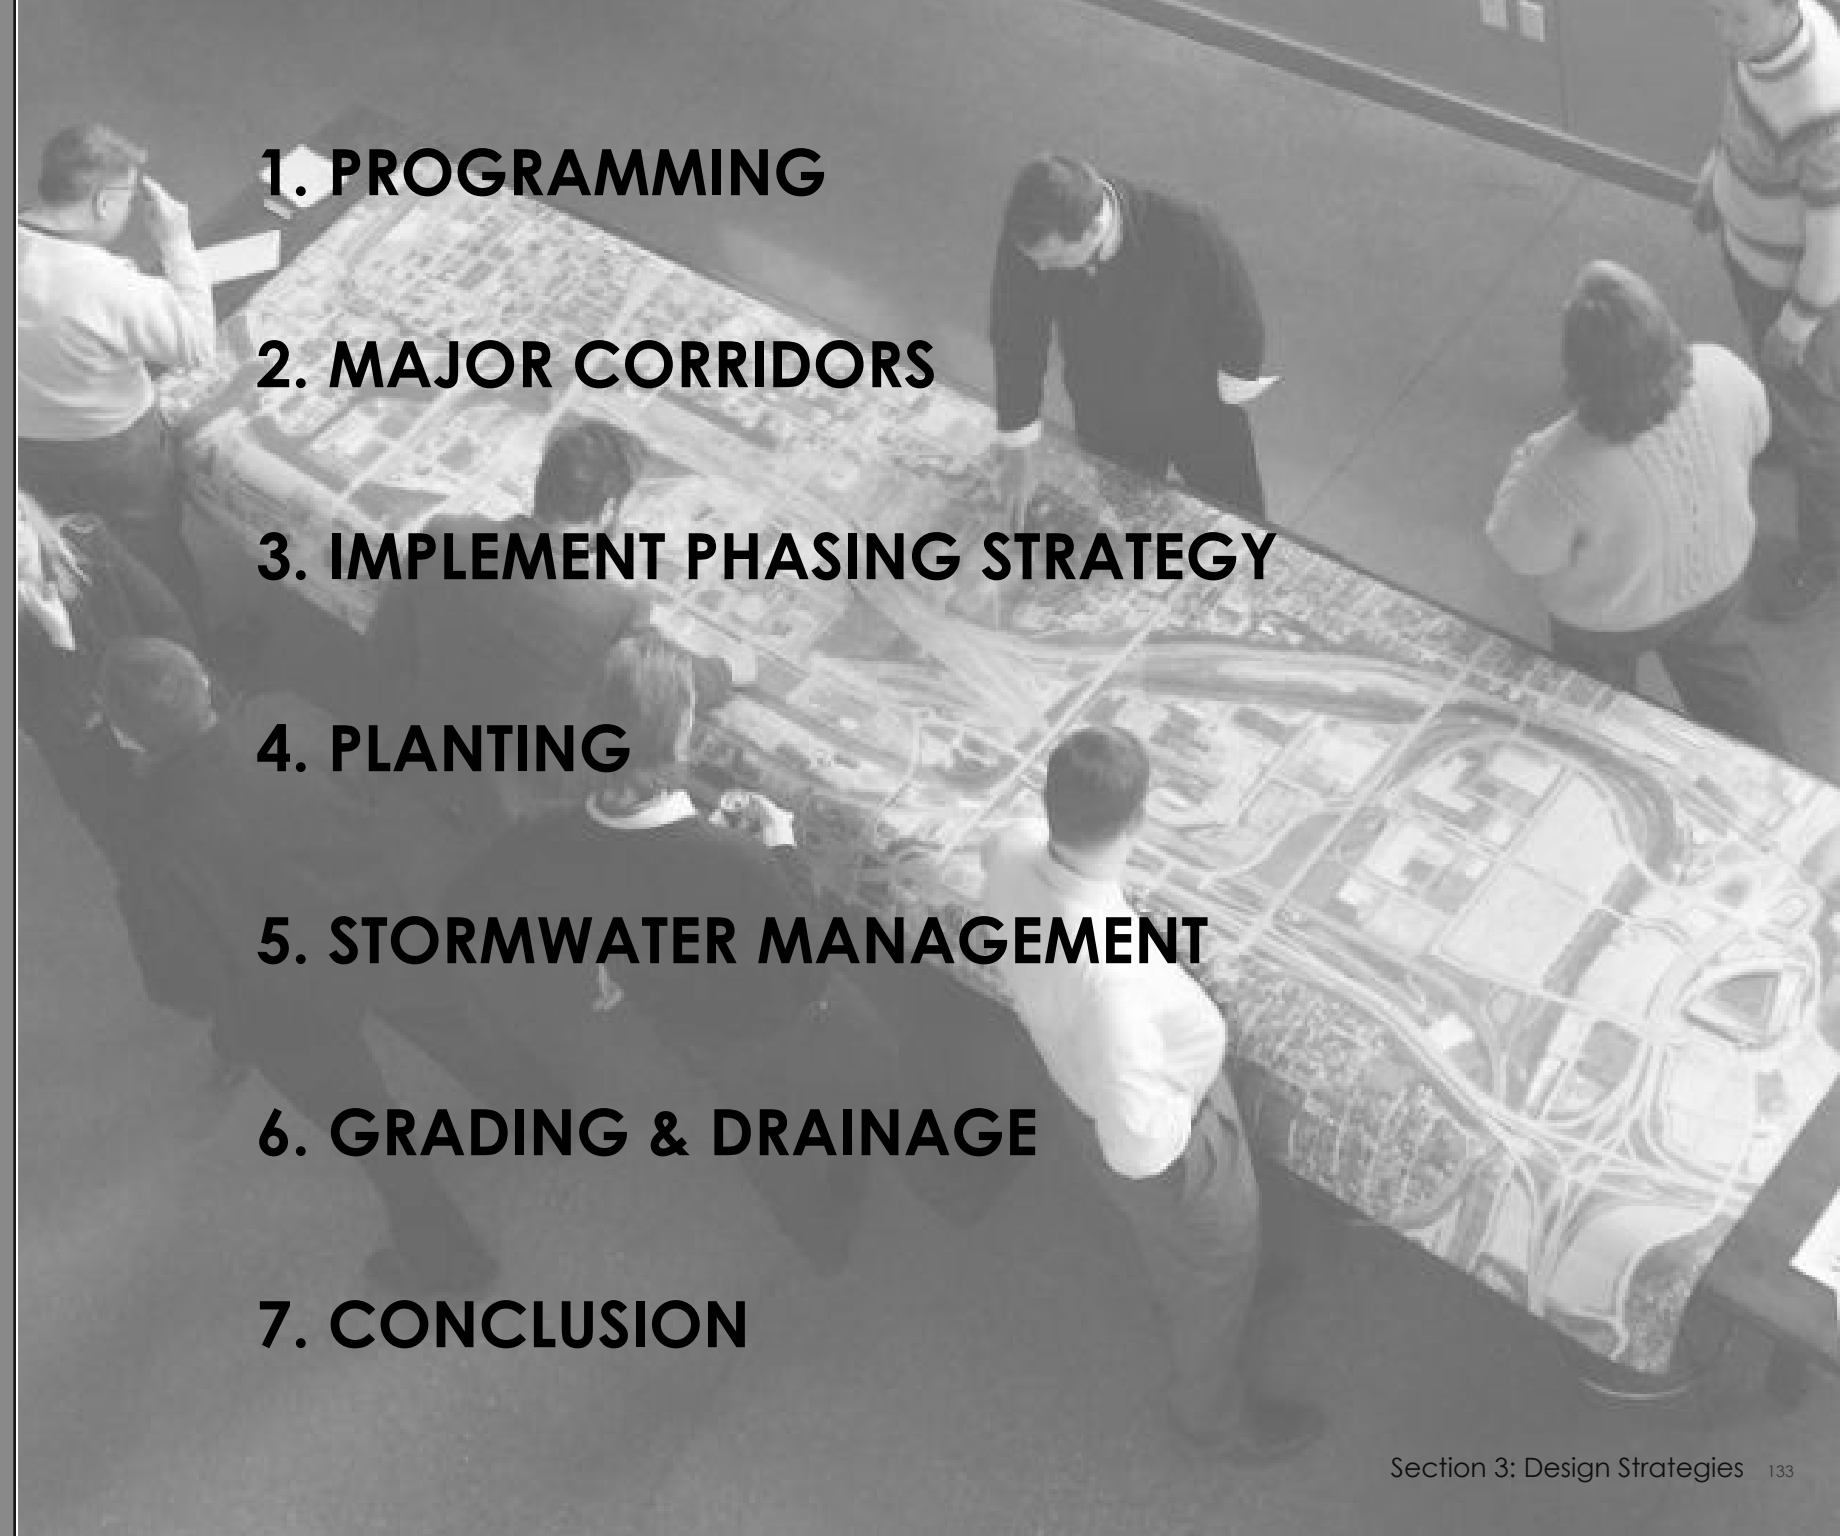 1. PROGRAMMING
2. MAJOR CORRIDORS
3. IMPLEMENT PHASING STRATEGY
4. PLANTING
5. STORMWATER MANAGEMENT
6. GRADING & DRAINAGE
7. CONCLUSION
Section 3: Design Strategies 133